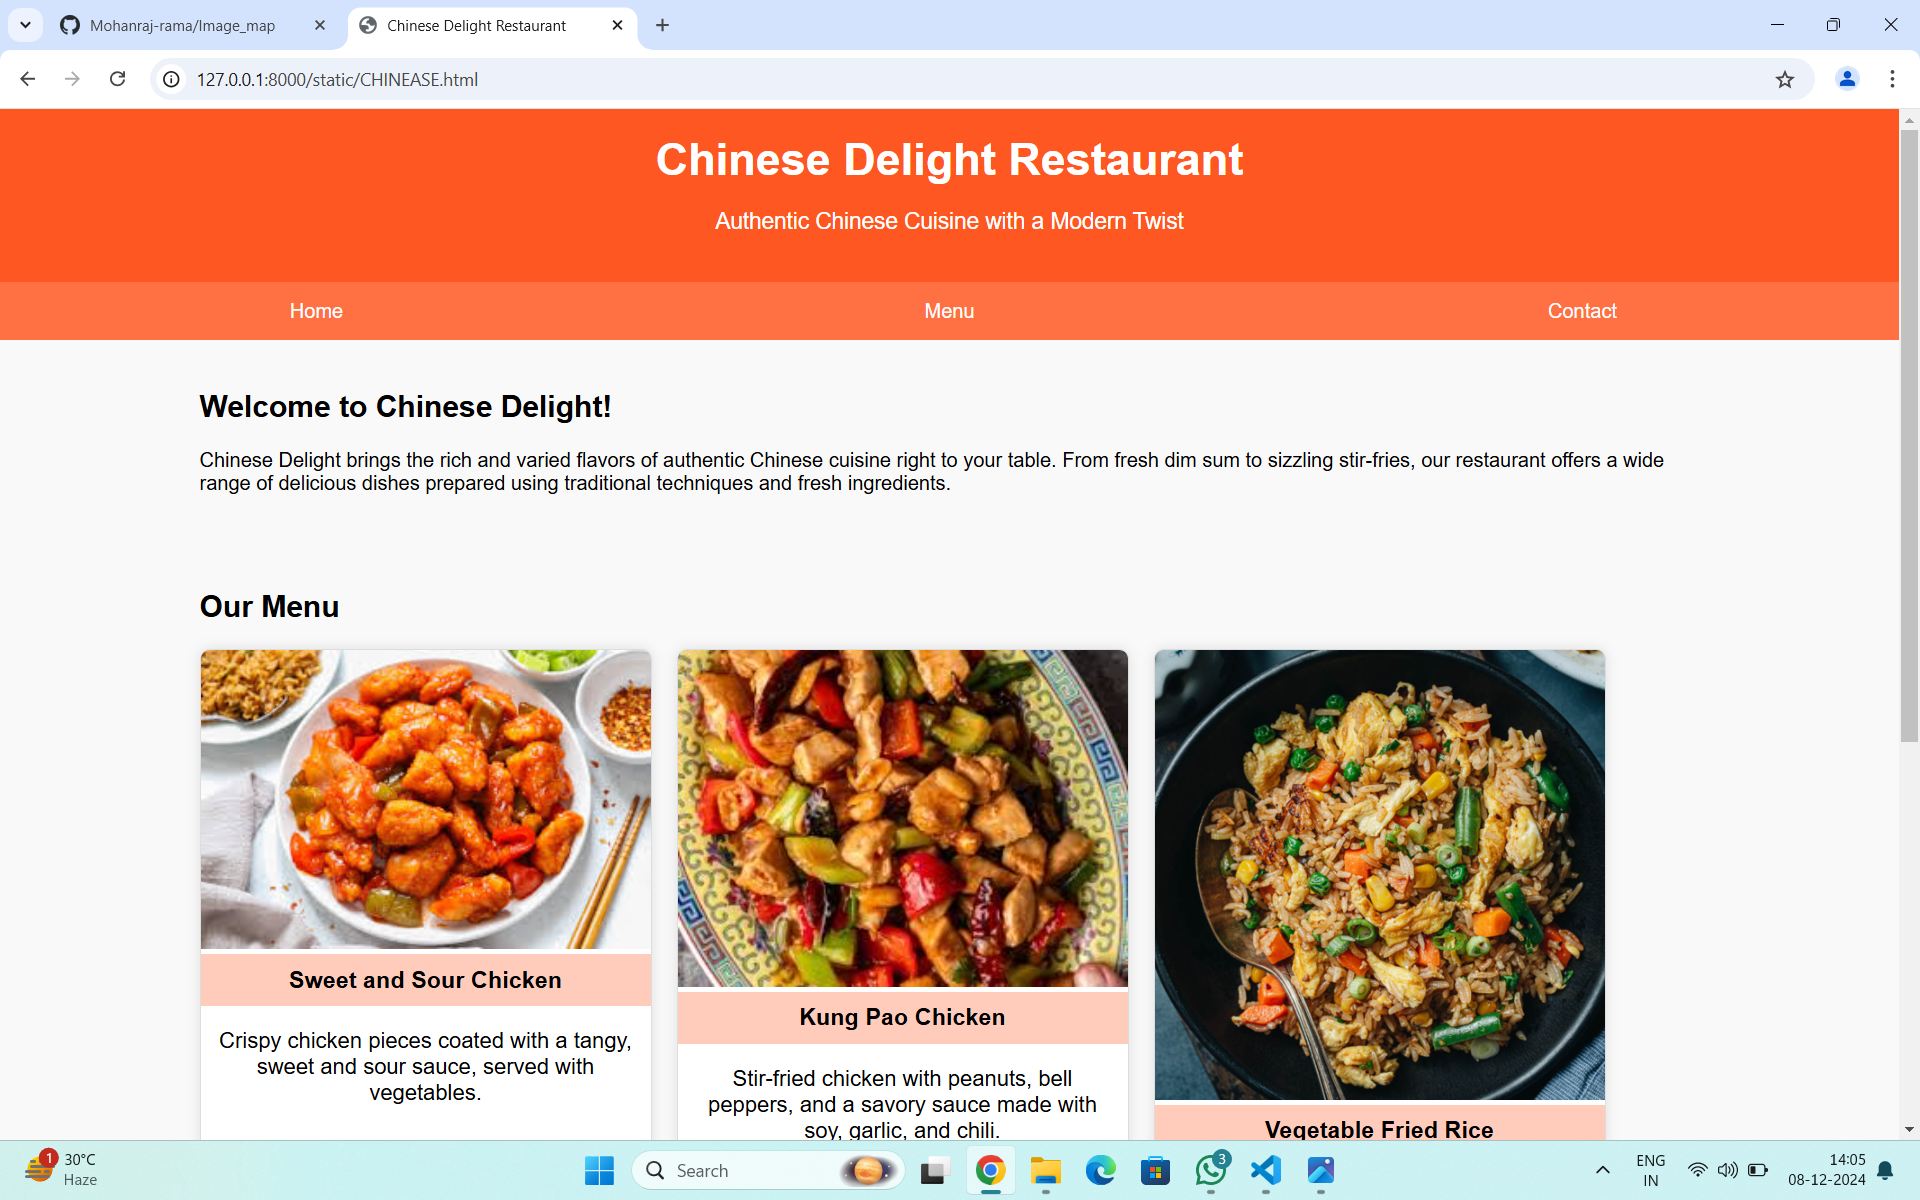 Mohanraj-rama/Image_map
Chinese Delight Restaurant
127.0.0.1:8000/static/CHINEASE.html
Chinese Delight Restaurant
Authentic Chinese Cuisine with a Modern Twist
Home
Menu
Contact
Welcome to Chinese Delight!
Chinese Delight brings the rich and varied flavors of authentic Chinese cuisine right to your table. From fresh dim sum to sizzling stir-fries, our restaurant offers a wide
range of delicious dishes prepared using traditional techniques and fresh ingredients.
Our Menu
Sweet and Sour Chicken
Crispy chicken pieces coated with a tangy,
sweet and sour sauce, served with
vegetables.
Kung Pao Chicken
Stir-fried chicken with peanuts, bell
peppers, and a savory sauce made with
soy, garlic, and chili.
Vegetable Fried Rice
1
30°C
Haze
Search
3
ENG
IN
14:05
08-12-2024